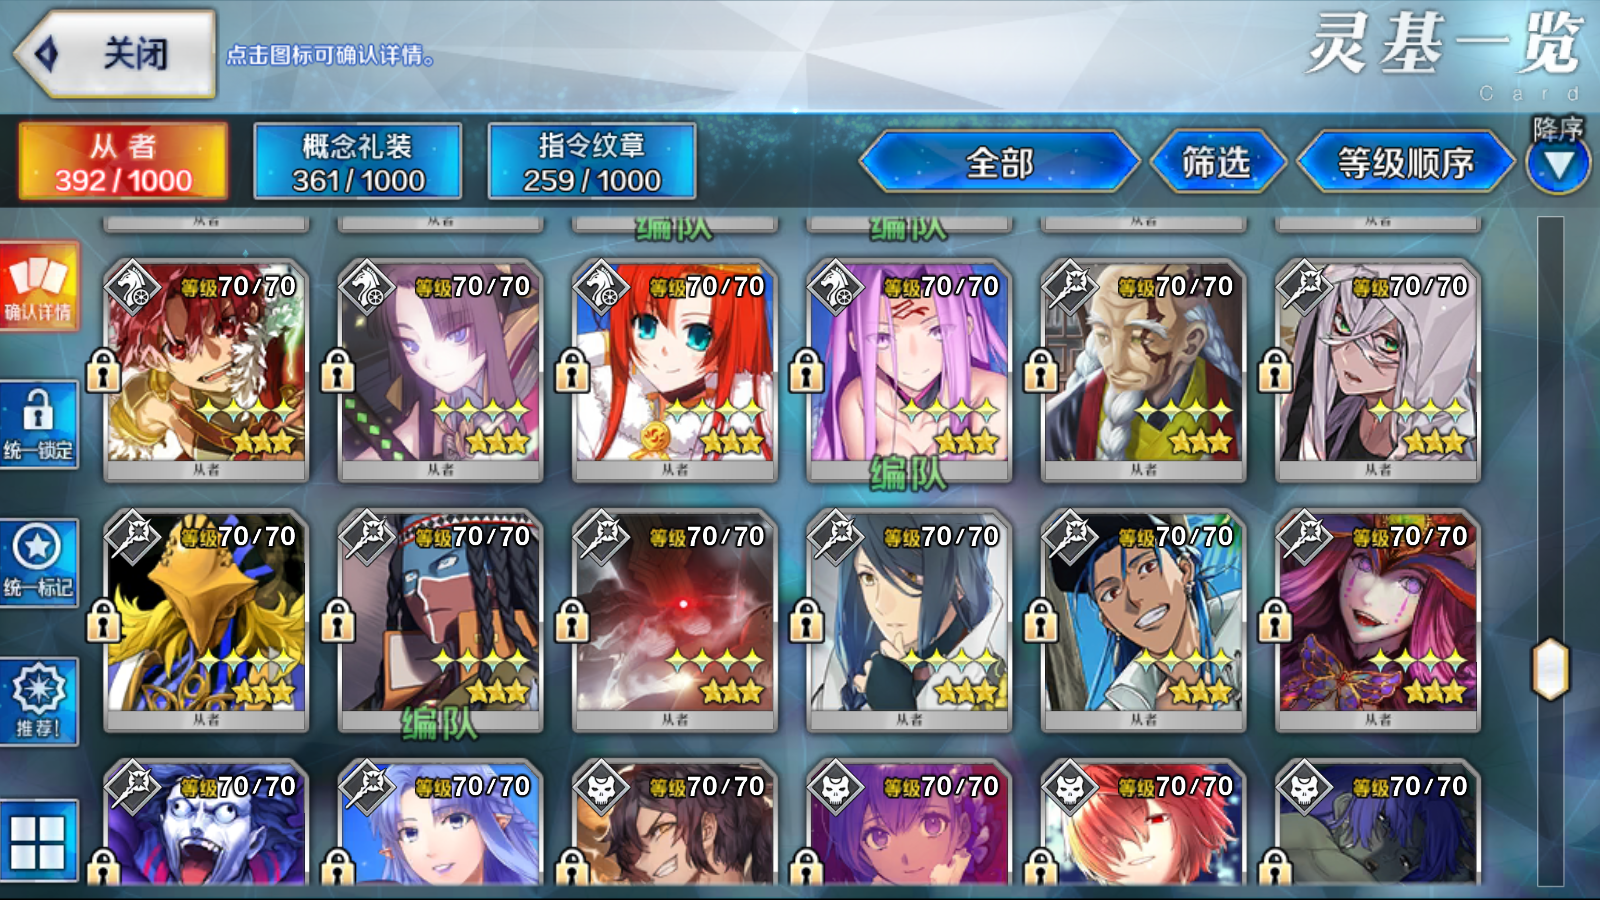 关闭
点击图标可确认详情。
灵基一览
Card
从者
392/1000
概念礼装
361/1000
指令纹章
259/1000
全部
筛选
等级顺序
降序
从者 从者 编队 编队 从者 从者
确认详情
统一锁定
统一标记
推荐!
等级70/70 等级70/70 等级70/70 等级70/70 等级70/70 等级70/70
从者 从者 从者 编队 从者 从者
等级70/70 等级70/70 等级70/70 等级70/70 等级70/70 等级70/70
从者 编队 从者 从者 从者 从者
等级70/70 等级70/70 等级70/70 等级70/70 等级70/70 等级70/70